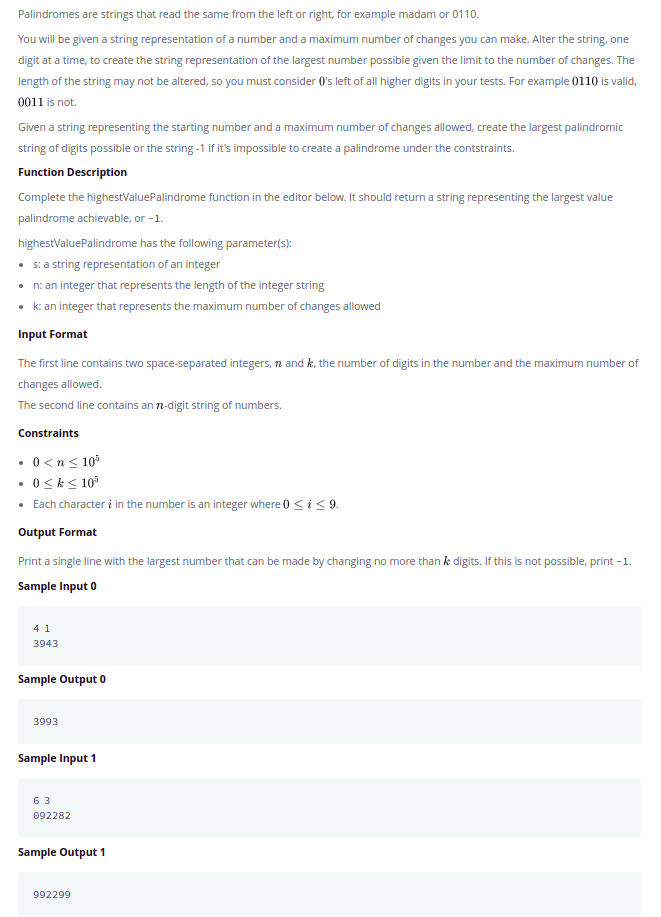 Palindromes are strings that read the same from the left or right, for example madam or 0110.
You will be given a string representation of a number and a maximum number of changes you can make. Alter the string, one
digit at a time, to create the string representation of the largest number possible given the limit to the number of changes. The
length of the string may not be altered, so you must consider 0's left of all higher digits in your tests. For example 0110 is valid,
0011 is not.
Given a string representing the starting number and a maximum number of changes allowed, create the largest palindromic
string of digits possible or the string -1 if it's impossible to create a palindrome under the contstraints.
Function Description
Complete the highestValuePalindrome function in the editor below. It should return a string representing the largest value
palindrome achievable, or −1.
highestValuePalindrome has the following parameter(s):
• s: a string representation of an integer
• n: an integer that represents the length of the integer string
• k: an integer that represents the maximum number of changes allowed
Input Format
The first line contains two space-separated integers, n and k, the number of digits in the number and the maximum number of
changes allowed.
The second line contains an n-digit string of numbers.
Constraints
• 0 < n ≤ 10⁵
• 0 ≤ k ≤ 10⁵
• Each character i in the number is an integer where 0 ≤ i ≤ 9.
Output Format
Print a single line with the largest number that can be made by changing no more than k digits. If this is not possible, print −1.
Sample Input 0
4 1
3943
Sample Output 0
3993
Sample Input 1
6 3
092282
Sample Output 1
992299